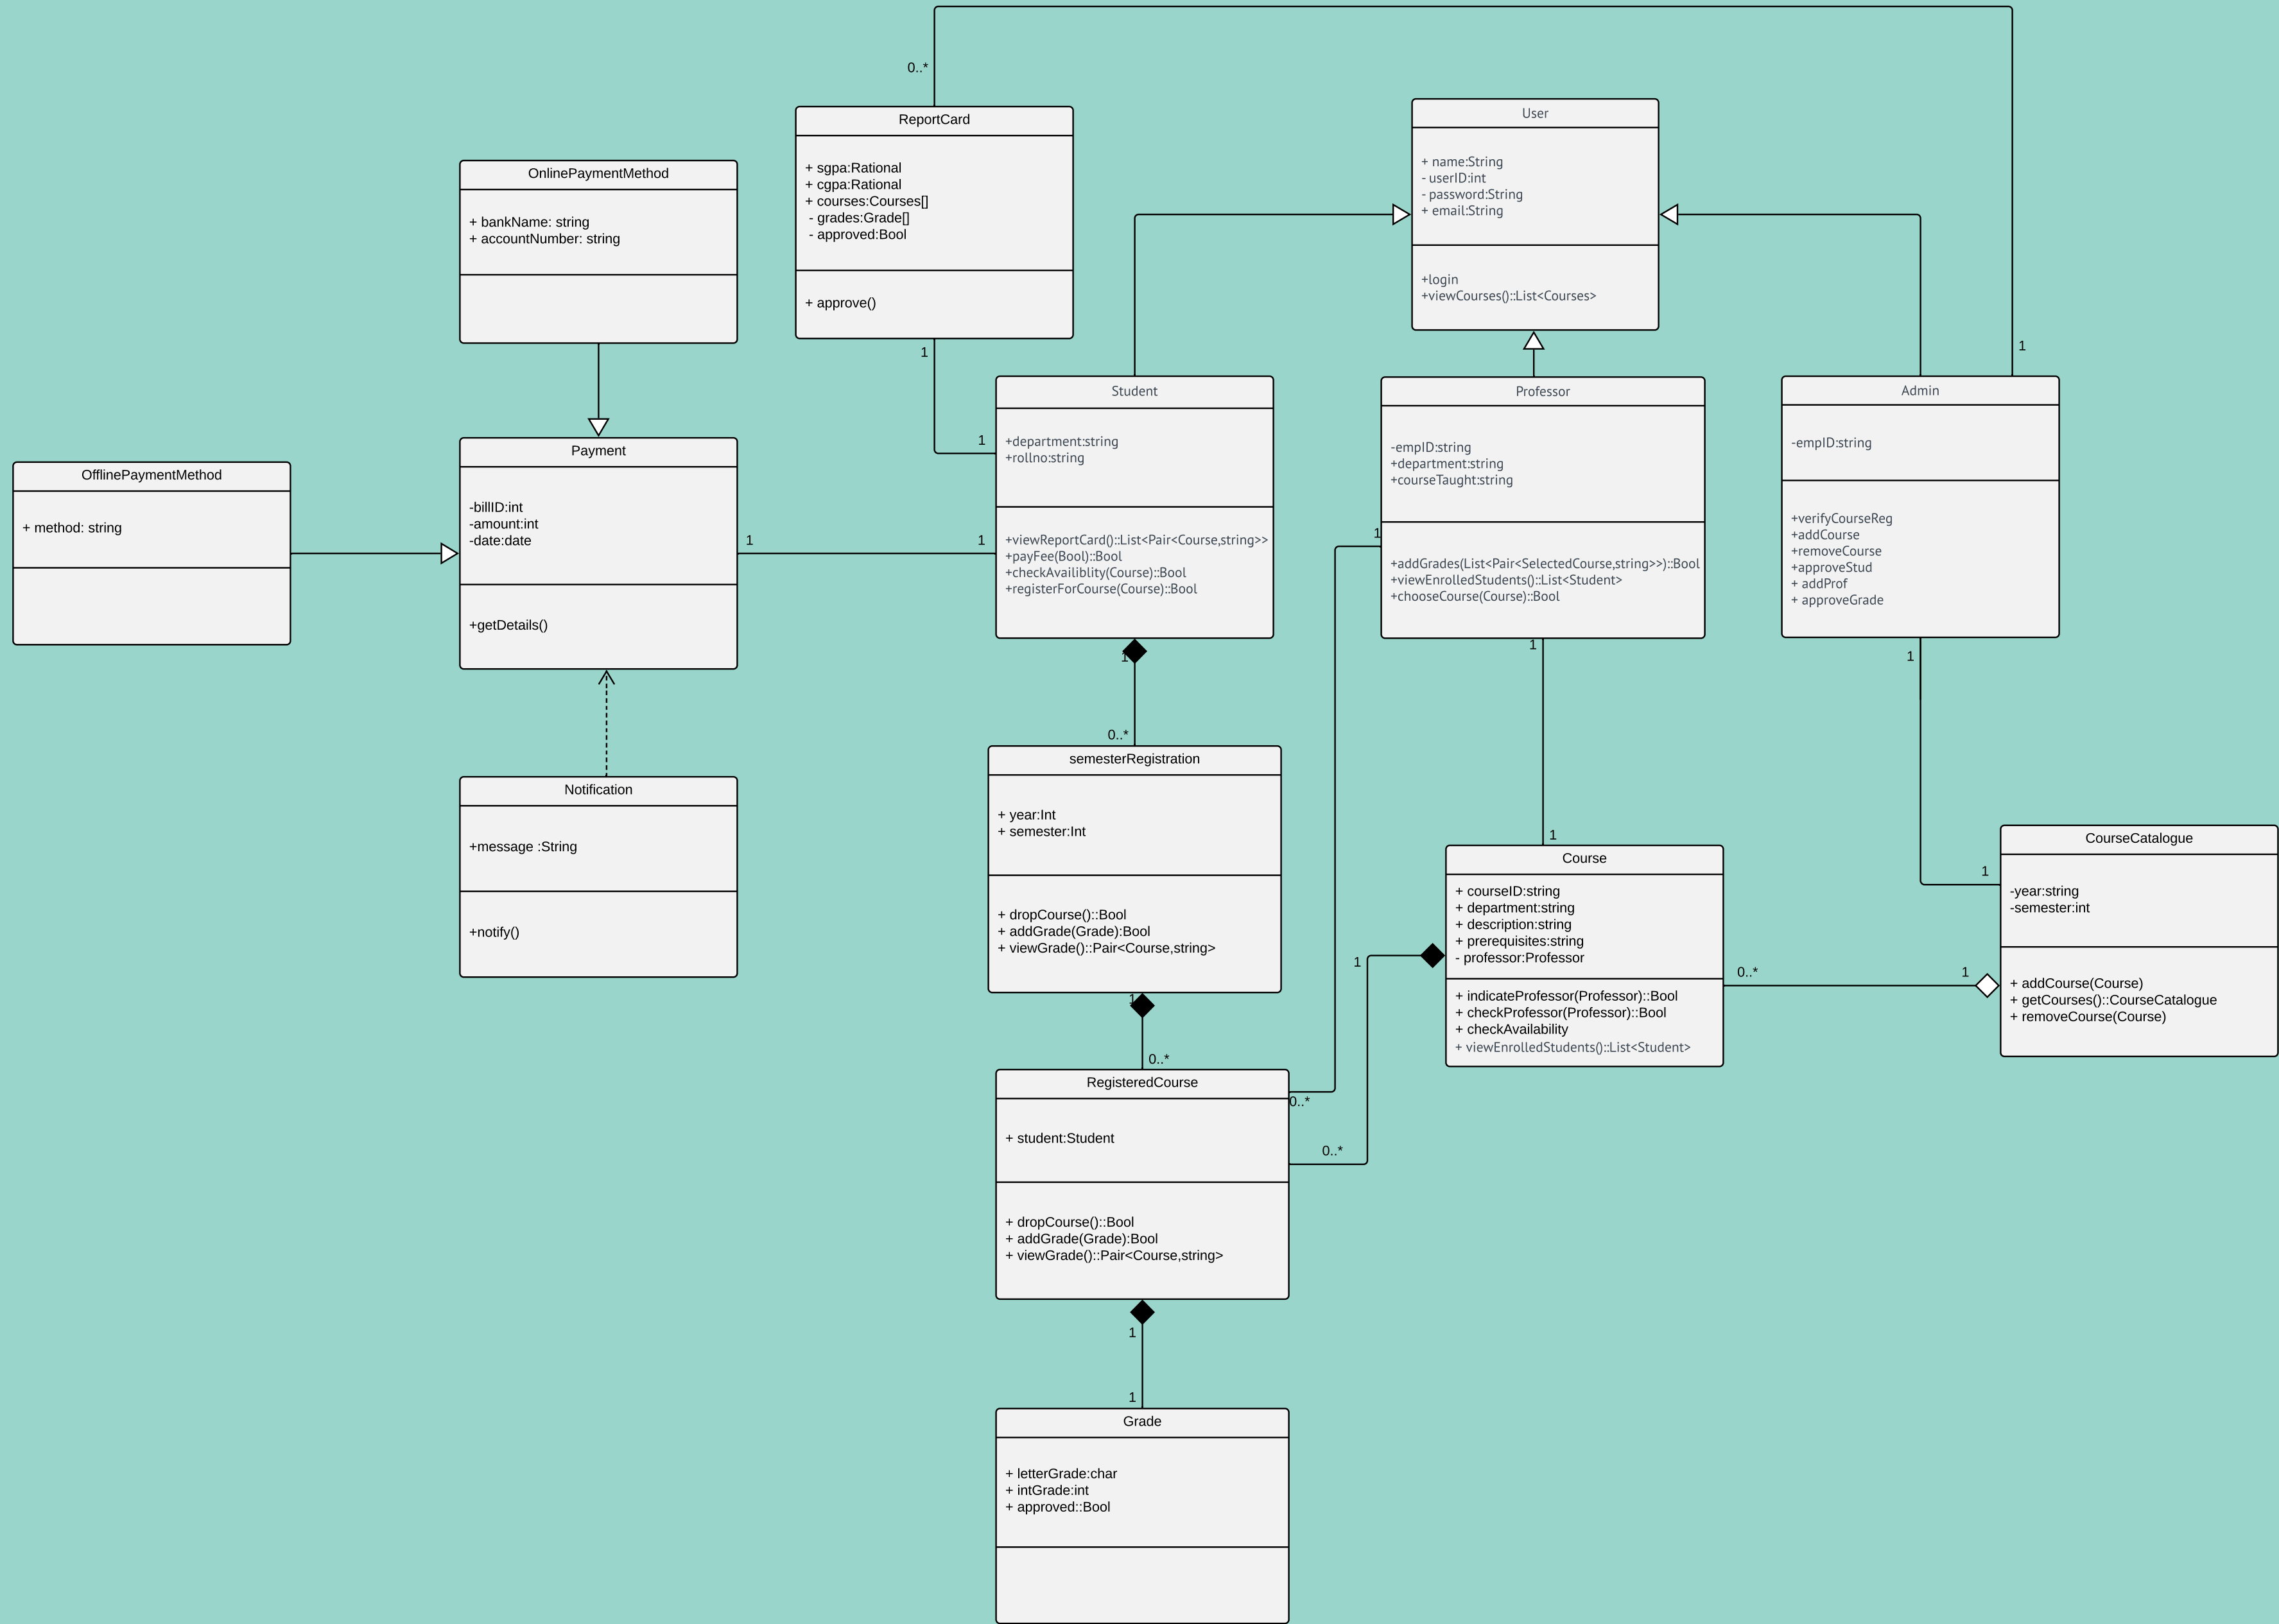 0..*
ReportCard
+ sgpa:Rational
+ cgpa:Rational
+ courses:Courses[]
- grades:Grade[]
- approved:Bool
+ approve()
1
User
+ name:String
- userID:int
- password:String
+ email:String
+login
+viewCourses()::List<Courses>
1
OnlinePaymentMethod
+ bankName: string
+ accountNumber: string
OfflinePaymentMethod
+ method: string
Payment
-billID:int
-amount:int
-date:date
+getDetails()
1
1
1
Student
+department:string
+rollno:string
+viewReportCard()::List<Pair<Course,string>>
+payFee(Bool)::Bool
+checkAvailiblity(Course)::Bool
+registerForCourse(Course)::Bool
1
0..*
Professor
-empID:string
+department:string
+courseTaught:string
1
+addGrades(List<Pair<SelectedCourse,string>>)::Bool
+viewEnrolledStudents()::List<Student>
+chooseCourse(Course)::Bool
1
1
Admin
-empID:string
+verifyCourseReg
+addCourse
+removeCourse
+approveStud
+ addProf
+ approveGrade
1
1
Notification
+message :String
+notify()
semesterRegistration
+ year:Int
+ semester:Int
+ dropCourse()::Bool
+ addGrade(Grade):Bool
+ viewGrade()::Pair<Course,string>
1
0..*
Course
+ courseID:string
+ department:string
+ description:string
+ prerequisites:string
- professor:Professor
+ indicateProfessor(Professor)::Bool
+ checkProfessor(Professor)::Bool
+ checkAvailability
+ viewEnrolledStudents()::List<Student>
1
0..*
1
CourseCatalogue
-year:string
-semester:int
+ addCourse(Course)
+ getCourses()::CourseCatalogue
+ removeCourse(Course)
RegisteredCourse
0..*
+ student:Student
0..*
+ dropCourse()::Bool
+ addGrade(Grade):Bool
+ viewGrade()::Pair<Course,string>
1
1
Grade
+ letterGrade:char
+ intGrade:int
+ approved::Bool